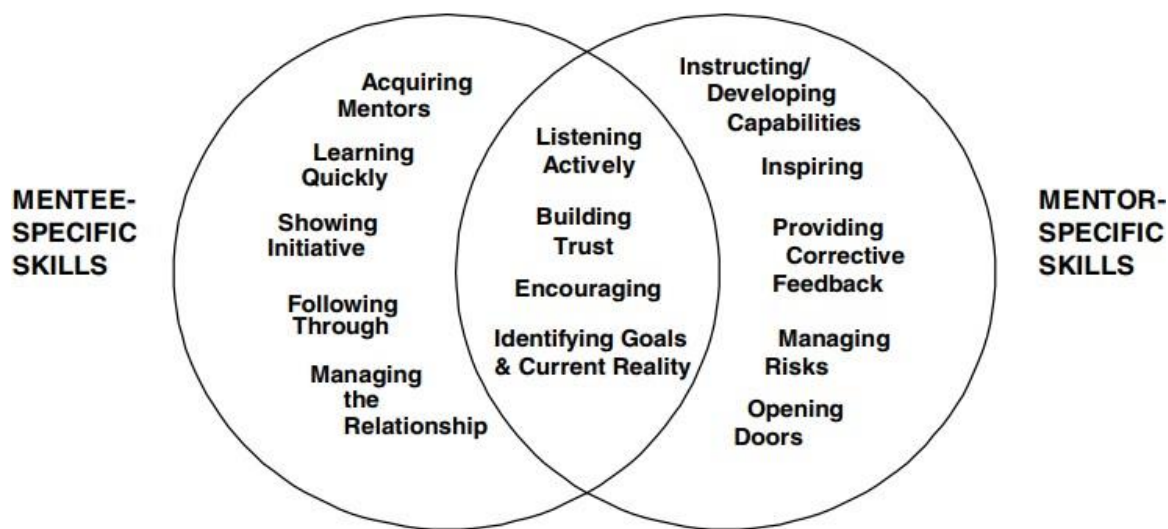 MENTEE-
SPECIFIC
SKILLS
Acquiring
Mentors
Learning
Quickly
Showing
Initiative
Following
Through
Managing
the
Relationship
Listening
Actively
Building
Trust
Encouraging
Identifying Goals
& Current Reality
Instructing/
Developing
Capabilities
Inspiring
Providing
Corrective
Feedback
Managing
Risks
Opening
Doors
MENTOR-
SPECIFIC
SKILLS